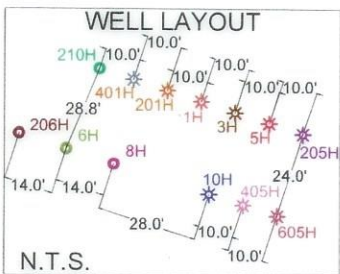 WELL LAYOUT
210H 10.0' 10.0'
401H 10.0' 10.0'
201H 10.0' 10.0'
28.8' 1H 3H 5H
206H 6H 8H 205H
14.0' 14.0' 10H 405H 24.0'
28.0' 10.0' 605H
10.0'
N.T.S.